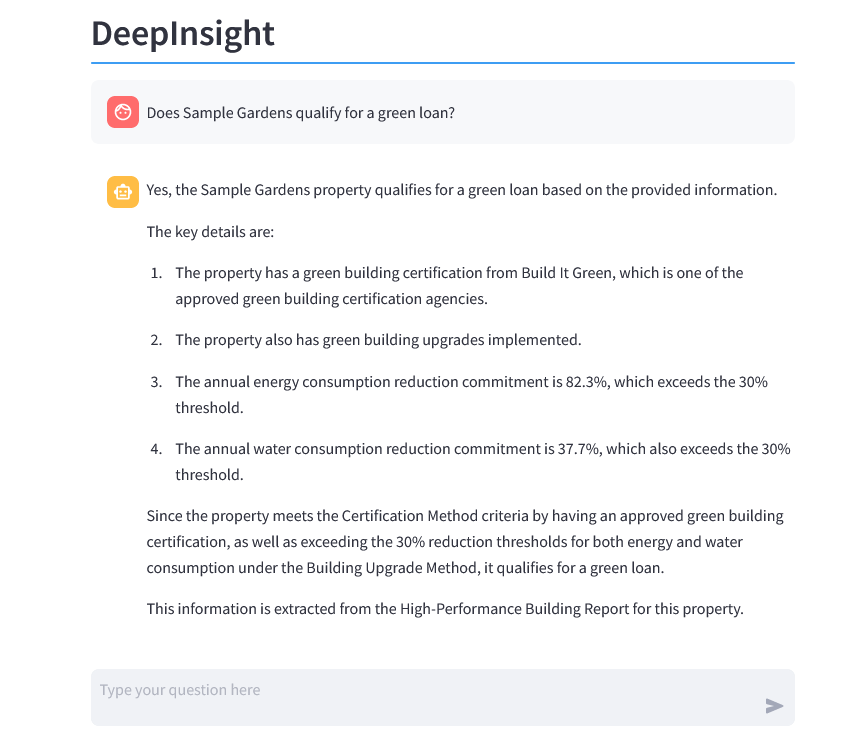 DeepInsight
Does Sample Gardens qualify for a green loan?
Yes, the Sample Gardens property qualifies for a green loan based on the provided information.
The key details are:
1. The property has a green building certification from Build It Green, which is one of the
approved green building certification agencies.
2. The property also has green building upgrades implemented.
3. The annual energy consumption reduction commitment is 82.3%, which exceeds the 30%
threshold.
4. The annual water consumption reduction commitment is 37.7%, which also exceeds the 30%
threshold.
Since the property meets the Certification Method criteria by having an approved green building
certification, as well as exceeding the 30% reduction thresholds for both energy and water
consumption under the Building Upgrade Method, it qualifies for a green loan.
This information is extracted from the High-Performance Building Report for this property.
Type your question here